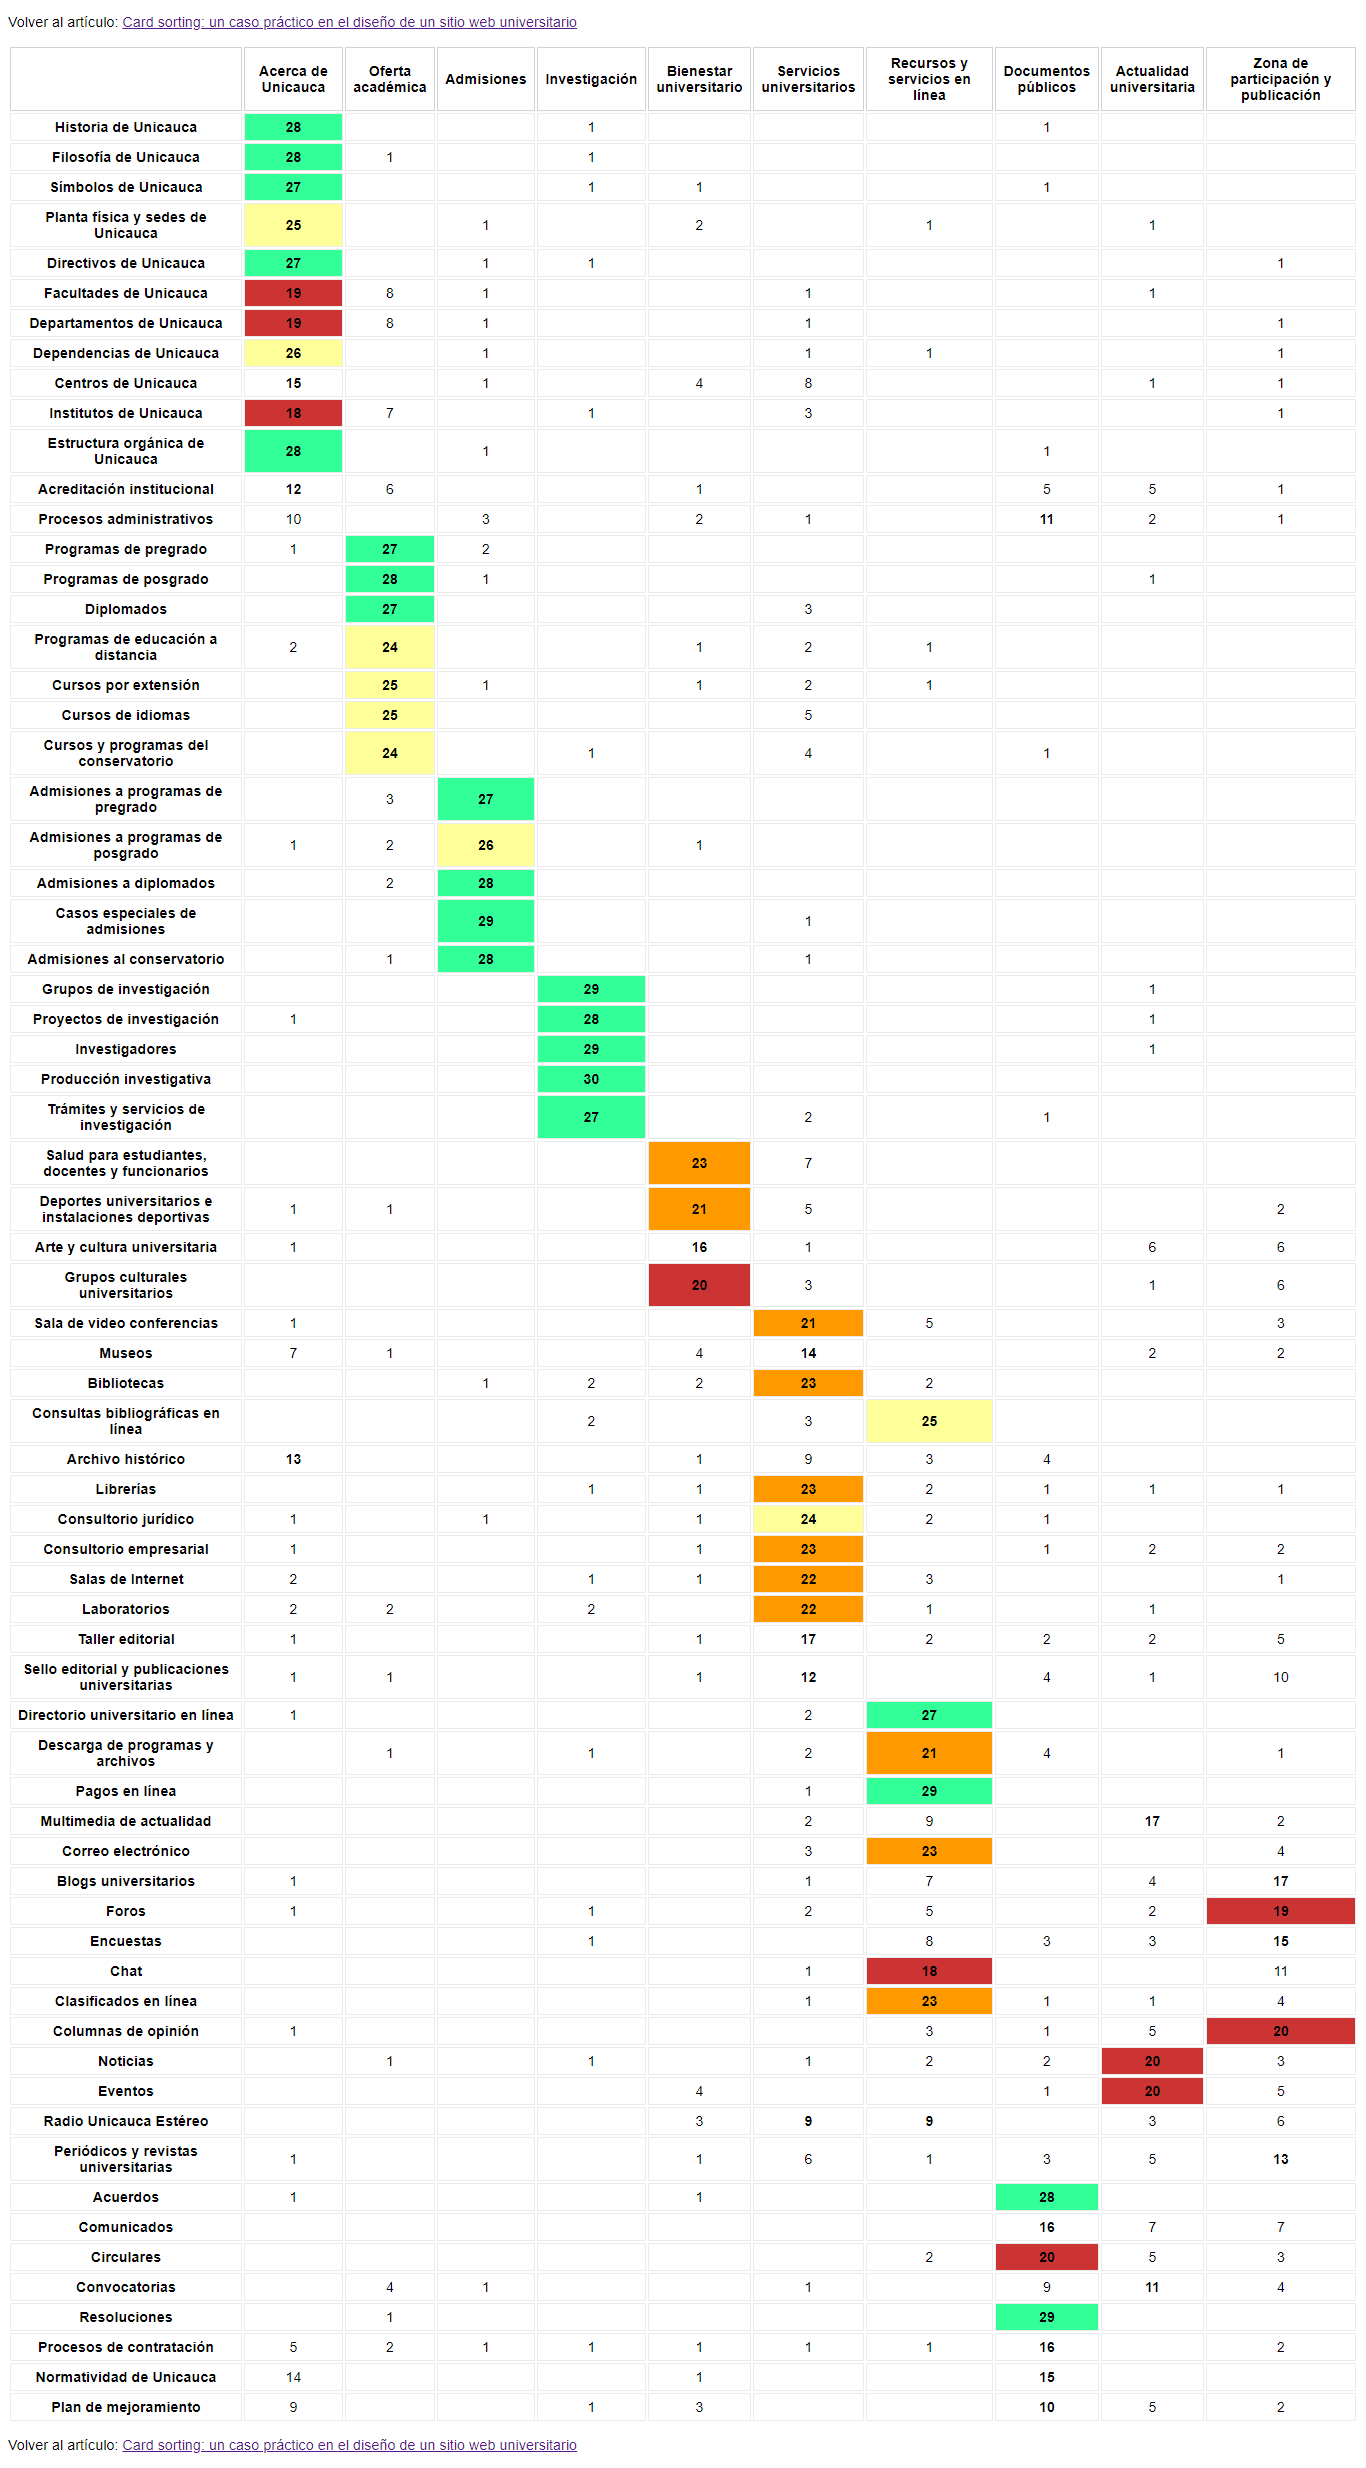 Volver al artículo: Card sorting: un caso práctico en el diseño de un sitio web universitario
Acerca de Unicauca Oferta académica Admisiones Investigación Bienestar universitario Servicios universitarios Recursos y servicios en línea Documentos públicos Actualidad universitaria Zona de participación y publicación
Historia de Unicauca 28 1 1
Filosofía de Unicauca 28 1 1
Símbolos de Unicauca 27 1 1 1
Planta física y sedes de Unicauca 25 1 2 1 1
Directivos de Unicauca 27 1 1 1
Facultades de Unicauca 19 8 1 1 1
Departamentos de Unicauca 19 8 1 1 1
Dependencias de Unicauca 26 1 1 1 1
Centros de Unicauca 15 1 4 8 1 1
Institutos de Unicauca 18 7 1 3 1
Estructura orgánica de Unicauca 28 1 1
Acreditación institucional 12 6 1 5 5 1
Procesos administrativos 10 3 2 1 11 2 1
Programas de pregrado 1 27 2
Programas de posgrado 28 1 1
Diplomados 27 3
Programas de educación a distancia 2 24 1 2 1
Cursos por extensión 25 1 1 2 1
Cursos de idiomas 25 5
Cursos y programas del conservatorio 24 1 4 1
Admisiones a programas de pregrado 3 27
Admisiones a programas de posgrado 1 2 26 1
Admisiones a diplomados 2 28
Casos especiales de admisiones 29 1
Admisiones al conservatorio 1 28 1
Grupos de investigación 29 1
Proyectos de investigación 1 28 1
Investigadores 29 1
Producción investigativa 30
Trámites y servicios de investigación 27 2 1
Salud para estudiantes, docentes y funcionarios 23 7
Deportes universitarios e instalaciones deportivas 1 1 21 5 2
Arte y cultura universitaria 1 16 1 6 6
Grupos culturales universitarios 20 3 1 6
Sala de video conferencias 1 21 5 3
Museos 7 1 4 14 2 2
Bibliotecas 1 2 2 23 2
Consultas bibliográficas en línea 2 3 25
Archivo histórico 13 1 9 3 4
Librerías 1 1 23 2 1 1 1
Consultorio jurídico 1 1 1 24 2 1
Consultorio empresarial 1 1 23 1 2 2
Salas de Internet 2 1 1 22 3 1
Laboratorios 2 2 2 22 1 1
Taller editorial 1 1 17 2 2 2 5
Sello editorial y publicaciones universitarias 1 1 1 12 4 1 10
Directorio universitario en línea 1 2 27
Descarga de programas y archivos 1 1 2 21 4 1
Pagos en línea 1 29
Multimedia de actualidad 2 9 17 2
Correo electrónico 3 23 4
Blogs universitarios 1 1 7 4 17
Foros 1 1 2 5 2 19
Encuestas 1 8 3 3 15
Chat 1 18 11
Clasificados en línea 1 23 1 1 4
Columnas de opinión 1 3 1 5 20
Noticias 1 1 1 2 2 20 3
Eventos 4 1 20 5
Radio Unicauca Estéreo 3 9 9 3 6
Periódicos y revistas universitarias 1 1 6 1 3 5 13
Acuerdos 1 1 28
Comunicados 16 7 7
Circulares 2 20 5 3
Convocatorias 4 1 1 9 11 4
Resoluciones 1 29
Procesos de contratación 5 2 1 1 1 1 1 16 2
Normatividad de Unicauca 14 1 15
Plan de mejoramiento 9 1 3 10 5 2
Volver al artículo: Card sorting: un caso práctico en el diseño de un sitio web universitario